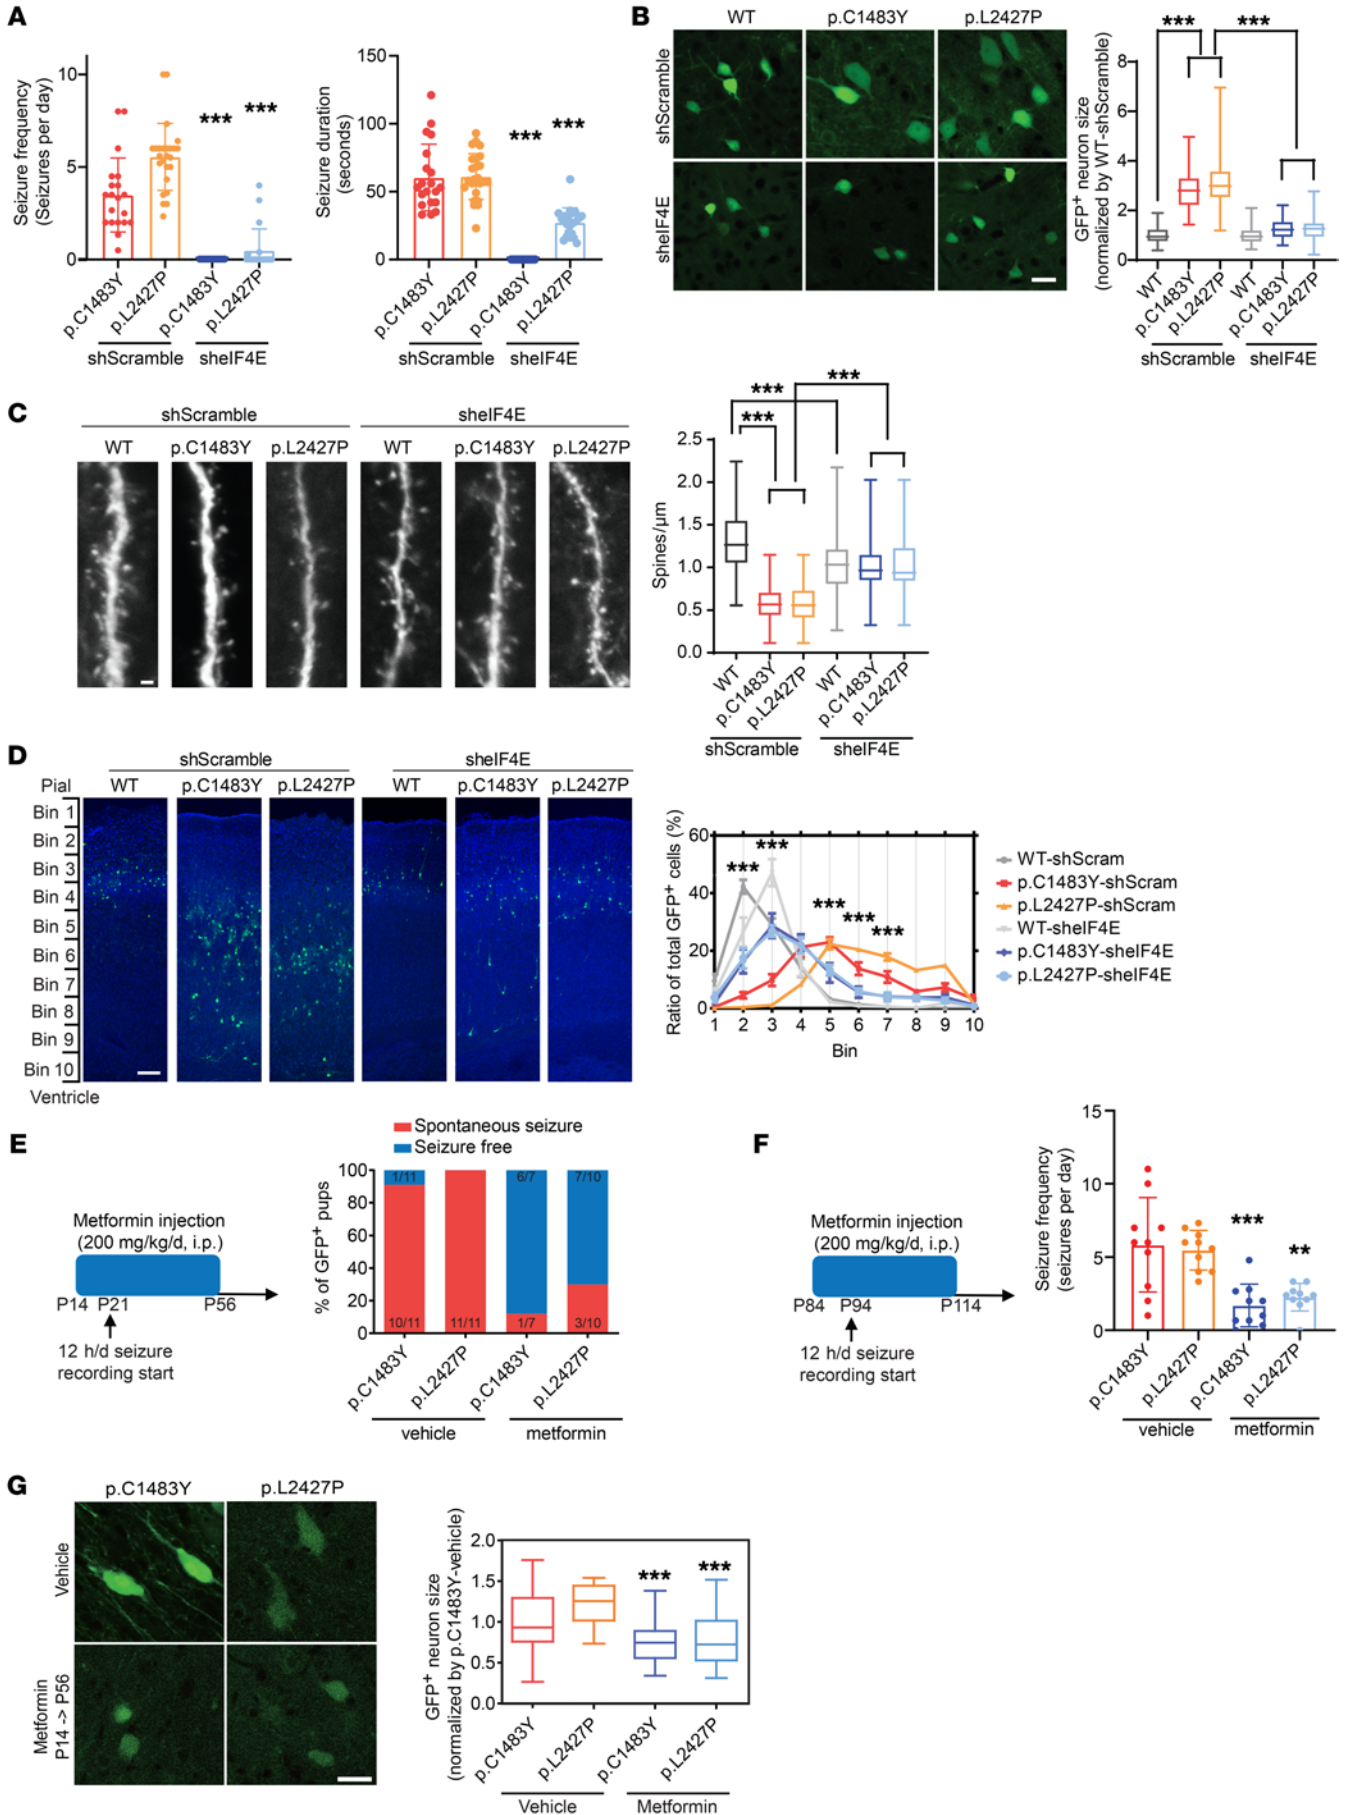 A
Seizure frequency
(Seizures per day)
10
5
0
***
***
p.C1483Y
p.L2427P
p.C1483Y
p.L2427P
shScramble
sheIF4E
Seizure duration
(seconds)
150
100
50
0
***
***
p.C1483Y
p.L2427P
p.C1483Y
p.L2427P
shScramble
sheIF4E
B
WT
p.C1483Y
p.L2427P
shScramble
sheIF4E
GFP+ neuron size
(normalized by WT-shScramble)
8
6
4
2
0
***
***
WT
p.C1483Y
p.L2427P
WT
p.C1483Y
p.L2427P
shScramble
sheIF4E
C
shScramble
sheIF4E
WT
p.C1483Y
p.L2427P
WT
p.C1483Y
p.L2427P
Spines/µm
2.5
2.0
1.5
1.0
0.5
0.0
***
***
***
WT
p.C1483Y
p.L2427P
WT
p.C1483Y
p.L2427P
shScramble
sheIF4E
D
shScramble
sheIF4E
Pial
WT
p.C1483Y
p.L2427P
WT
p.C1483Y
p.L2427P
Bin 1
Bin 2
Bin 3
Bin 4
Bin 5
Bin 6
Bin 7
Bin 8
Bin 9
Bin 10
Ventricle
Ratio of total GFP+ cells (%)
60
40
20
0
***
***
***
***
***
1 2 3 4 5 6 7 8 9 10
Bin
WT-shScram
p.C1483Y-shScram
p.L2427P-shScram
WT-sheIF4E
p.C1483Y-sheIF4E
p.L2427P-sheIF4E
E
Metformin injection
(200 mg/kg/d, i.p.)
P14 P21 P56
12 h/d seizure
recording start
Spontaneous seizure
Seizure free
% of GFP+ pups
100
80
60
40
20
0
1/11
6/7
7/10
10/11
11/11
1/7
3/10
p.C1483Y
p.L2427P
p.C1483Y
p.L2427P
vehicle
metformin
F
Metformin injection
(200 mg/kg/d, i.p.)
P84 P94 P114
12 h/d seizure
recording start
Seizure frequency
(seizures per day)
15
10
5
0
***
**
p.C1483Y
p.L2427P
p.C1483Y
p.L2427P
vehicle
metformin
G
p.C1483Y
p.L2427P
Vehicle
Metformin
P14 -> P56
GFP+ neuron size
(normalized by p.C1483Y-vehicle)
2.0
1.5
1.0
0.5
0.0
***
***
p.C1483Y
p.L2427P
p.C1483Y
p.L2427P
Vehicle
Metformin